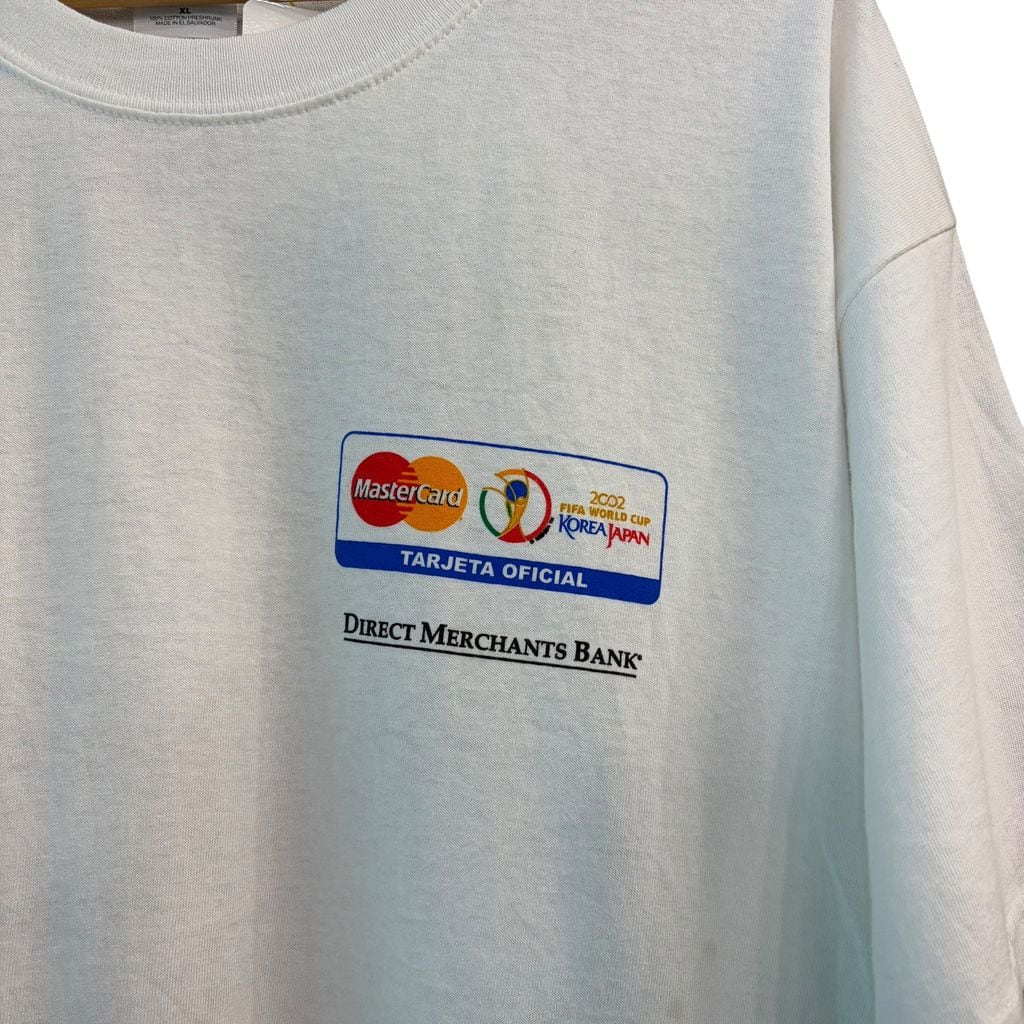 XL
100% COTTON PRESHRUNK
MADE IN EL SALVADOR
MasterCard
2002
FIFA WORLD CUP
KOREA JAPAN
TARJETA OFICIAL
DIRECT MERCHANTS BANK